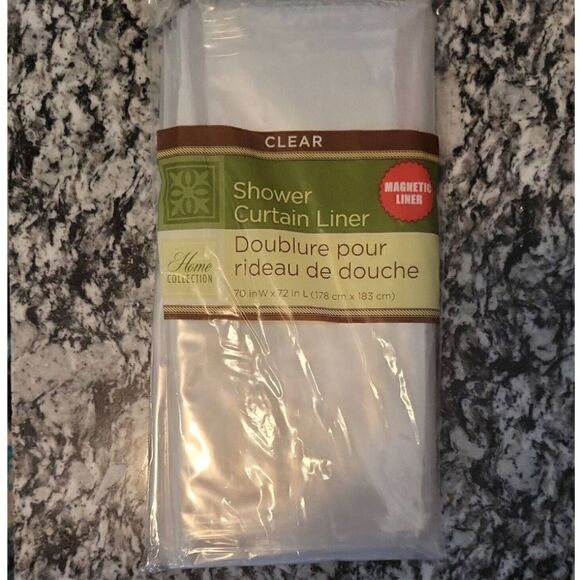 CLEAR
Shower
Curtain Liner
MAGNETIC
LINER
Home
COLLECTION
Doublure pour
rideau de douche
70 in W x 72 in L (178 cm x 183 cm)